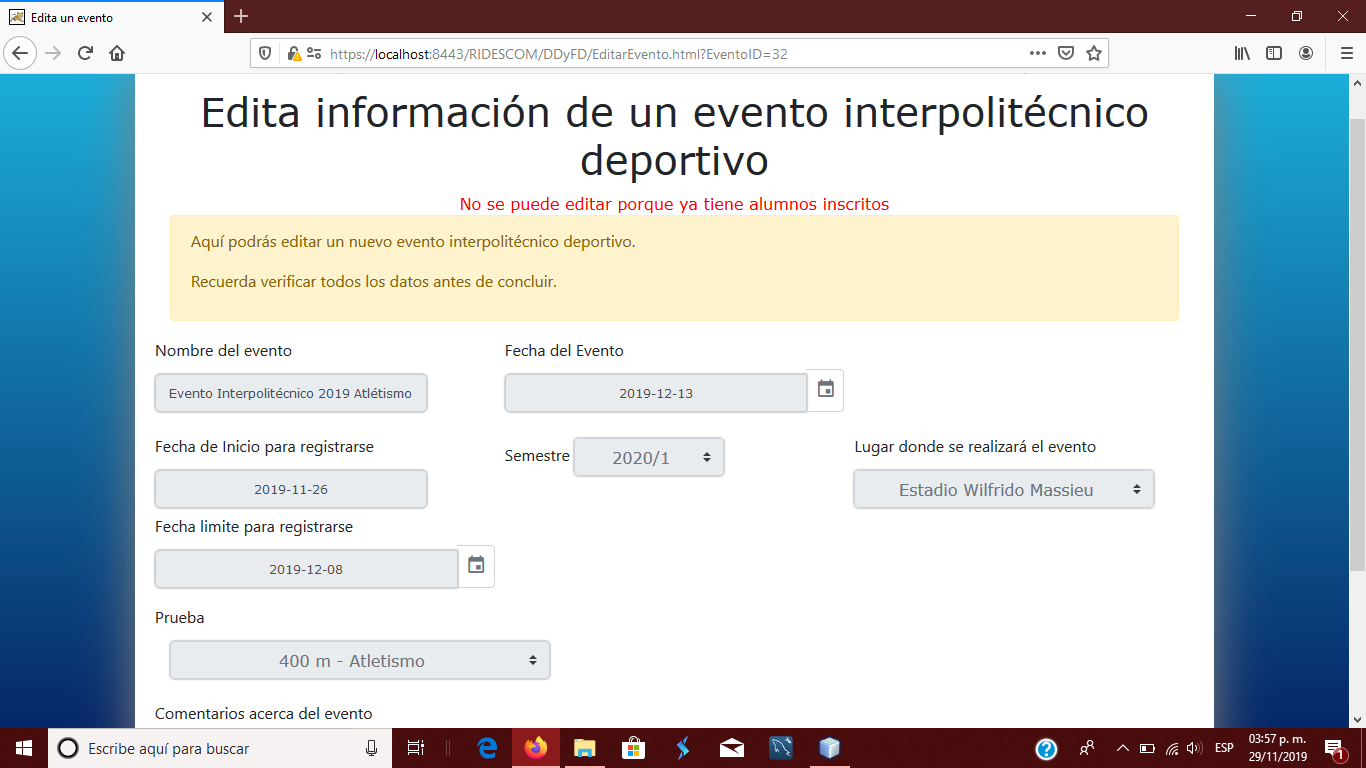 Edita un evento
https://localhost:8443/RIDESCOM/DDyFD/EditarEvento.html?EventoID=32
Edita información de un evento interpolitécnico
deportivo
No se puede editar porque ya tiene alumnos inscritos
Aquí podrás editar un nuevo evento interpolitécnico deportivo.
Recuerda verificar todos los datos antes de concluir.
Nombre del evento
Fecha del Evento
Evento Interpolitécnico 2019 Atlétismo
2019-12-13
Fecha de Inicio para registrarse
Semestre
2020/1
Lugar donde se realizará el evento
2019-11-26
Estadio Wilfrido Massieu
Fecha limite para registrarse
2019-12-08
Prueba
400 m - Atletismo
Comentarios acerca del evento
Escribe aquí para buscar
ESP
03:57 p. m.
29/11/2019
1